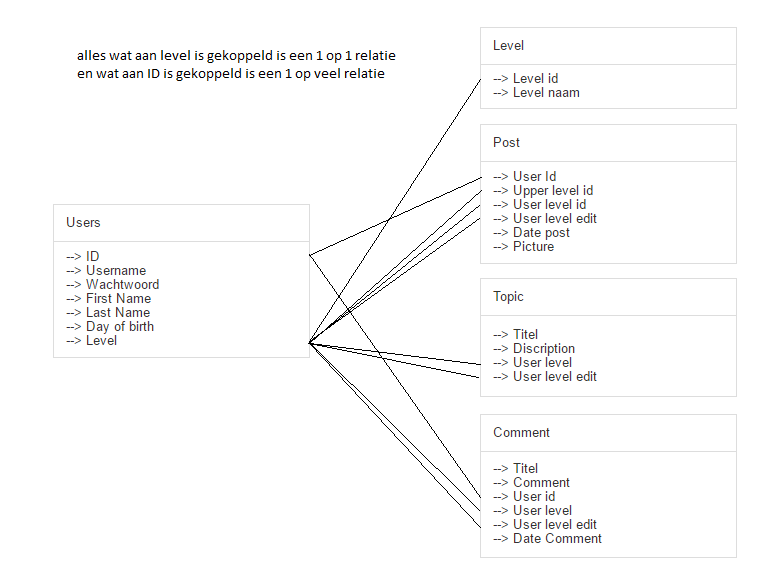 alles wat aan level is gekoppeld is een 1 op 1 relatie
en wat aan ID is gekoppeld is een 1 op veel relatie
Users
--> ID
--> Username
--> Wachtwoord
--> First Name
--> Last Name
--> Day of birth
--> Level
Level
--> Level id
--> Level naam
Post
--> User Id
--> Upper level id
--> User level id
--> User level edit
--> Date post
--> Picture
Topic
--> Titel
--> Discription
--> User level
--> User level edit
Comment
--> Titel
--> Comment
--> User id
--> User level
--> User level edit
--> Date Comment